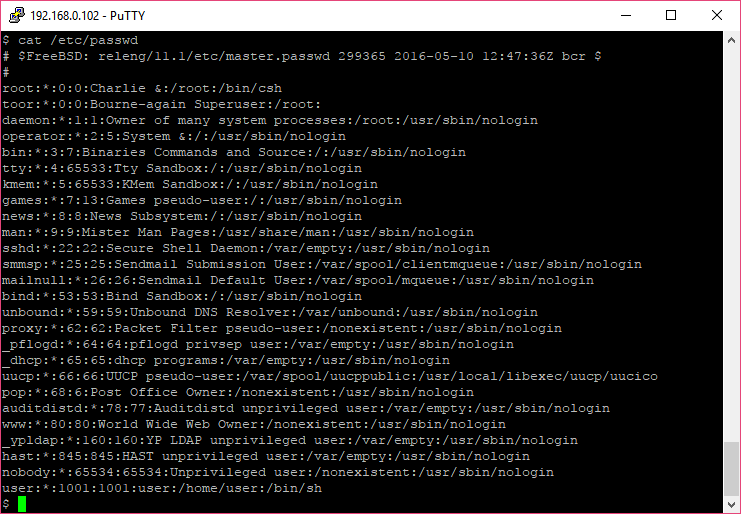 192.168.0.102 - PuTTY
$ cat /etc/passwd
# $FreeBSD: releng/11.1/etc/master.passwd 299365 2016-05-10 12:47:36Z bcr $
#
root:*:0:0:Charlie &:/root:/bin/csh
toor:*:0:0:Bourne-again Superuser:/root:
daemon:*:1:1:Owner of many system processes:/root:/usr/sbin/nologin
operator:*:2:5:System &:/:/usr/sbin/nologin
bin:*:3:7:Binaries Commands and Source:/:/usr/sbin/nologin
tty:*:4:65533:Tty Sandbox:/:/usr/sbin/nologin
kmem:*:5:65533:KMem Sandbox:/:/usr/sbin/nologin
games:*:7:13:Games pseudo-user:/:/usr/sbin/nologin
news:*:8:8:News Subsystem:/:/usr/sbin/nologin
man:*:9:9:Mister Man Pages:/usr/share/man:/usr/sbin/nologin
sshd:*:22:22:Secure Shell Daemon:/var/empty:/usr/sbin/nologin
smmsp:*:25:25:Sendmail Submission User:/var/spool/clientmqueue:/usr/sbin/nologin
mailnull:*:26:26:Sendmail Default User:/var/spool/mqueue:/usr/sbin/nologin
bind:*:53:53:Bind Sandbox:/:/usr/sbin/nologin
unbound:*:59:59:Unbound DNS Resolver:/var/unbound:/usr/sbin/nologin
proxy:*:62:62:Packet Filter pseudo-user:/nonexistent:/usr/sbin/nologin
_pflogd:*:64:64:pflogd privsep user:/var/empty:/usr/sbin/nologin
_dhcp:*:65:65:dhcp programs:/var/empty:/usr/sbin/nologin
uucp:*:66:66:UUCP pseudo-user:/var/spool/uucppublic:/usr/local/libexec/uucp/uucico
pop:*:68:6:Post Office Owner:/nonexistent:/usr/sbin/nologin
auditdistd:*:78:77:Auditdistd unprivileged user:/var/empty:/usr/sbin/nologin
www:*:80:80:World Wide Web Owner:/nonexistent:/usr/sbin/nologin
_ypldap:*:160:160:YP LDAP unprivileged user:/var/empty:/usr/sbin/nologin
hast:*:845:845:HAST unprivileged user:/var/empty:/usr/sbin/nologin
nobody:*:65534:65534:Unprivileged user:/nonexistent:/usr/sbin/nologin
user:*:1001:1001:user:/home/user:/bin/sh
$